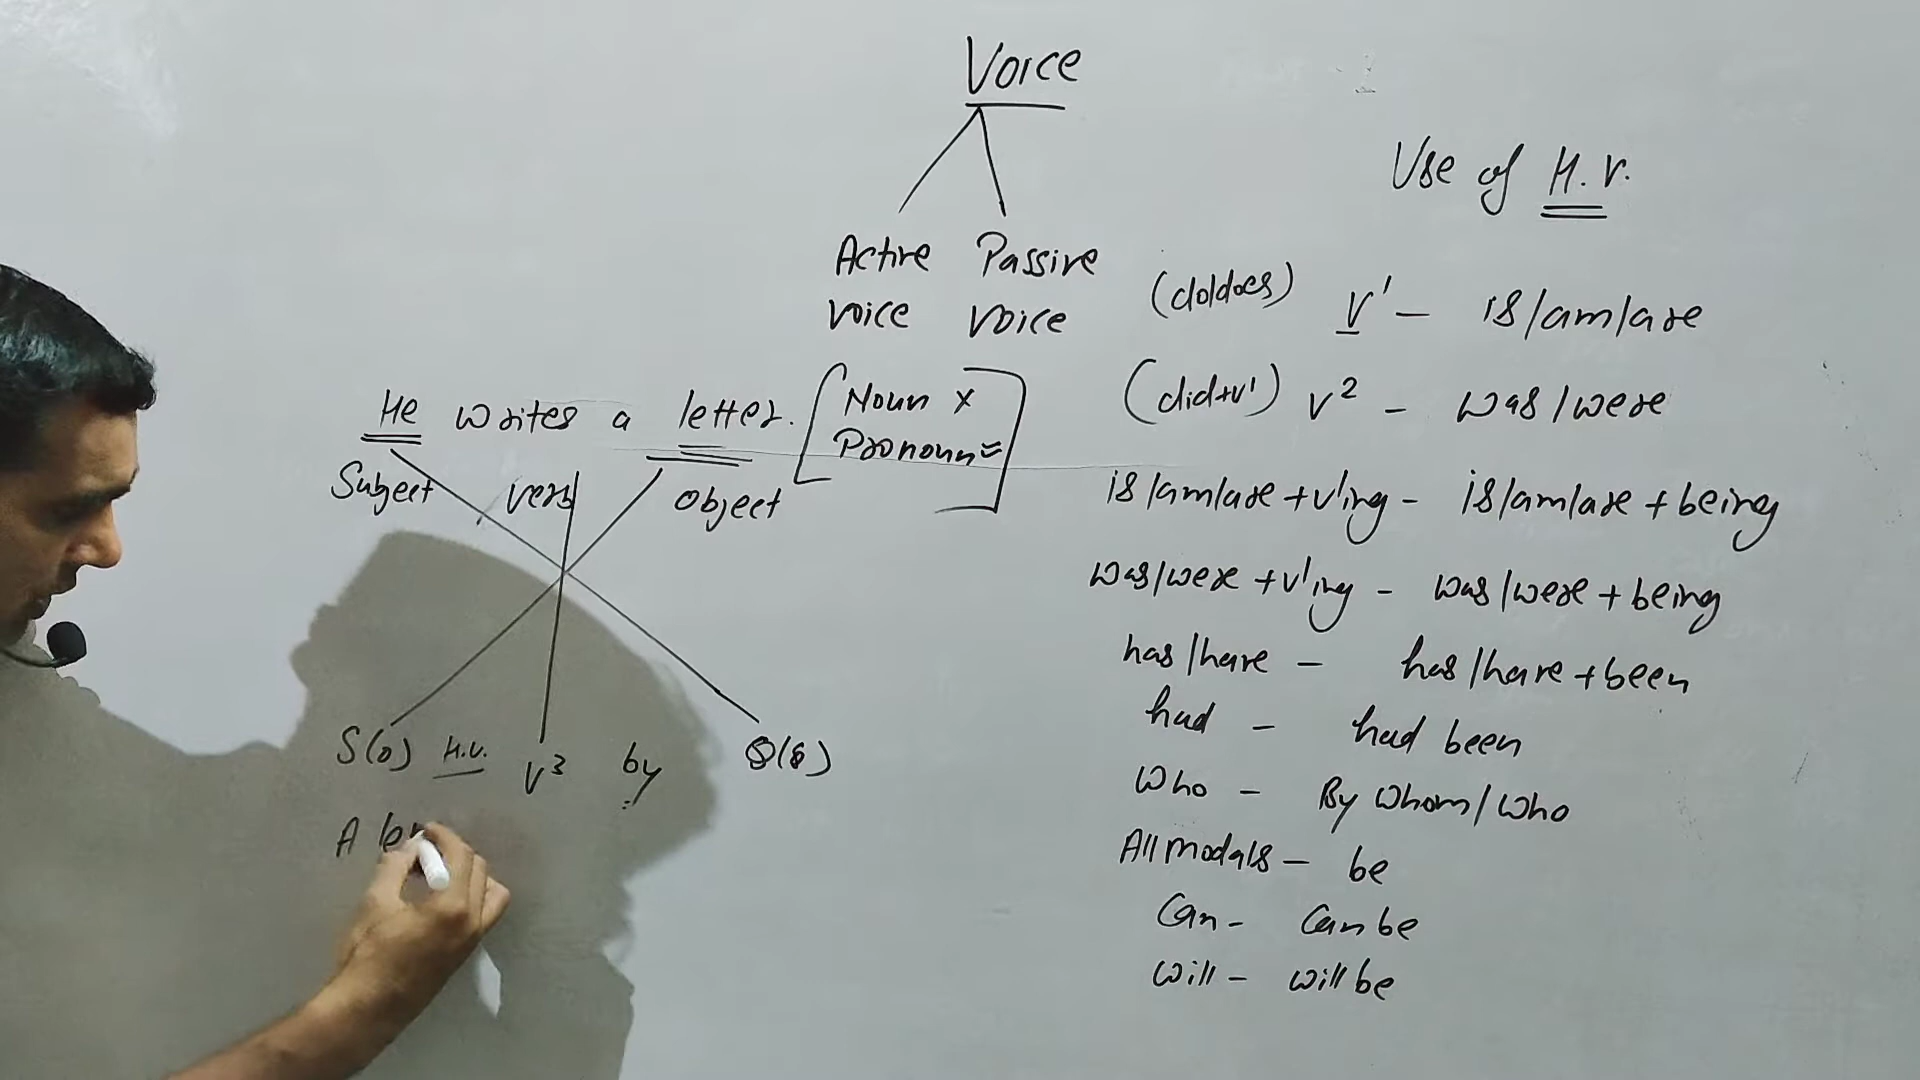 Voice
Active Passive
voice voice
He writes a letter.
Noun ×
Pronoun =
Subject verb object
S(o) H.V. V3 by O(s)
A let
Use of H.V.
(do/does) V1 – is/am/are
(did+v1) V2 – was/were
is/am/are + v1ing – is/am/are + being
was/were + v1ing – was/were + being
has/have – has/have + been
had – had been
Who – By Whom/Who
All modals – be
Can – Can be
will – will be